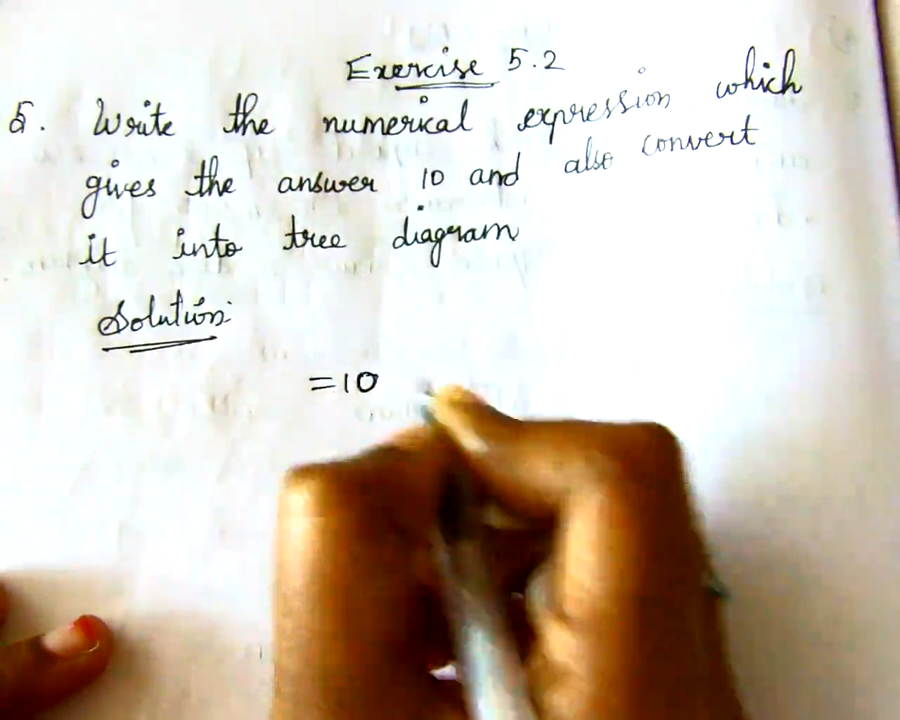 Exercise 5.2
5. Write the numerical expression which
gives the answer 10 and also convert
it into tree diagram
Solution:
=10